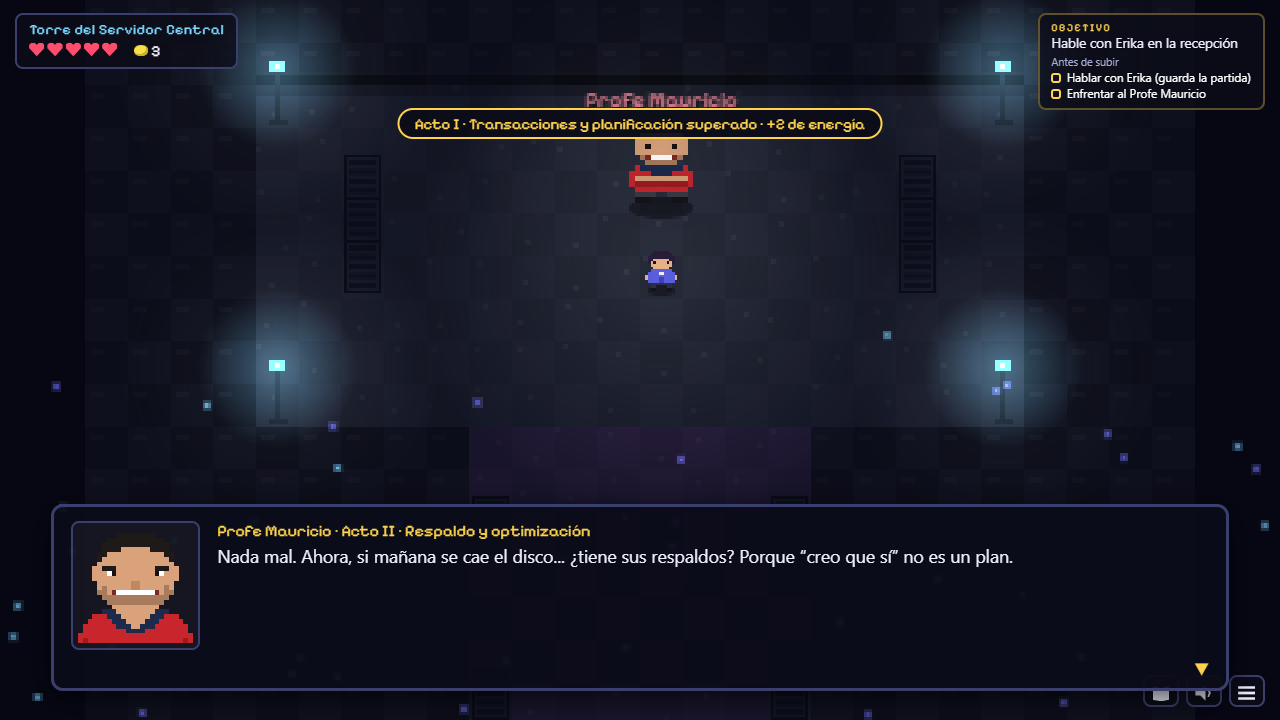 Torre del Servidor Central
3
OBJETIVO
Hable con Erika en la recepción
Antes de subir
Hablar con Erika (guarda la partida)
Enfrentar al Profe Mauricio
Profe Mauricio
Acto I · Transacciones y planificación superado · +2 de energía
Profe Mauricio · Acto II · Respaldo y optimización
Nada mal. Ahora, si mañana se cae el disco... ¿tiene sus respaldos? Porque “creo que sí” no es un plan.